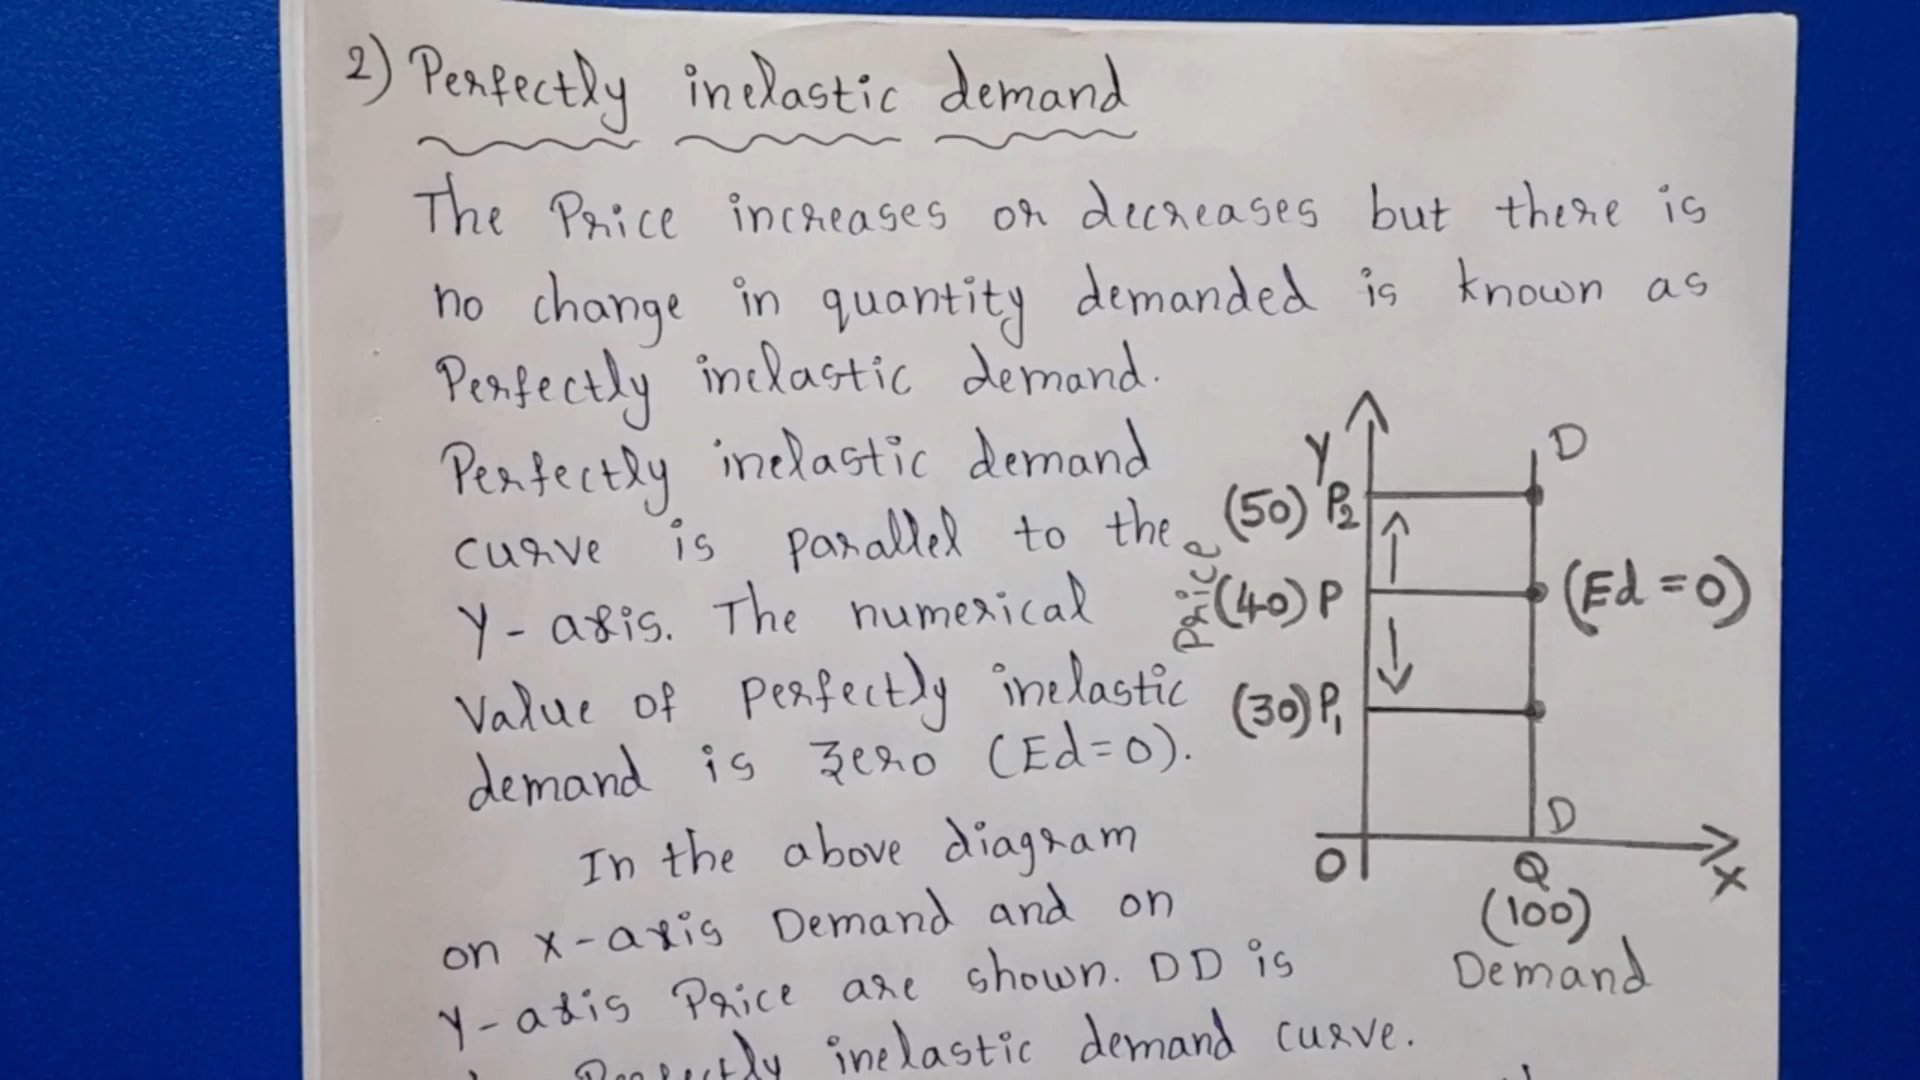 2) Perfectly inelastic demand
The Price increases or decreases but there is
no change in quantity demanded is known as
Perfectly inelastic demand.
Perfectly inelastic demand
curve is parallel to the
Y-axis. The numerical
Value of perfectly inelastic
demand is zero (Ed=0).
In the above diagram
on x-axis Demand and on
Y-axis Price are shown. DD is
Perfectly inelastic demand curve.
Y
D
(50) P2
Price
(40) P
(Ed=0)
(30) P1
D
O
Q
X
(100)
Demand